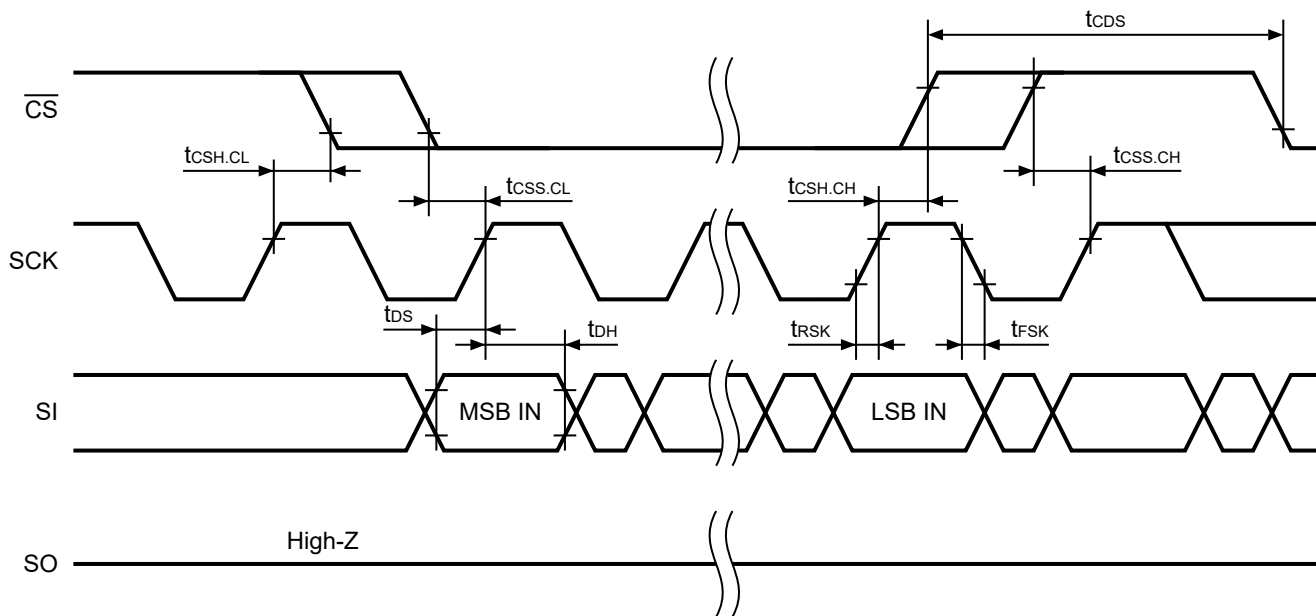 tCDS
CS
tCSH.CL
tCSS.CL
tCSH.CH
tCSS.CH
SCK
tDS
tDH
tRSK
tFSK
SI
MSB IN
LSB IN
High-Z
SO